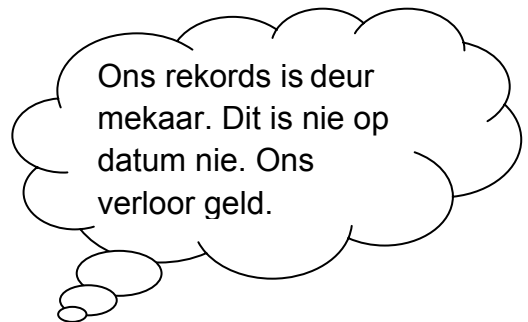 Ons rekords is deur
mekaar. Dit is nie op
datum nie. Ons
verloor geld.